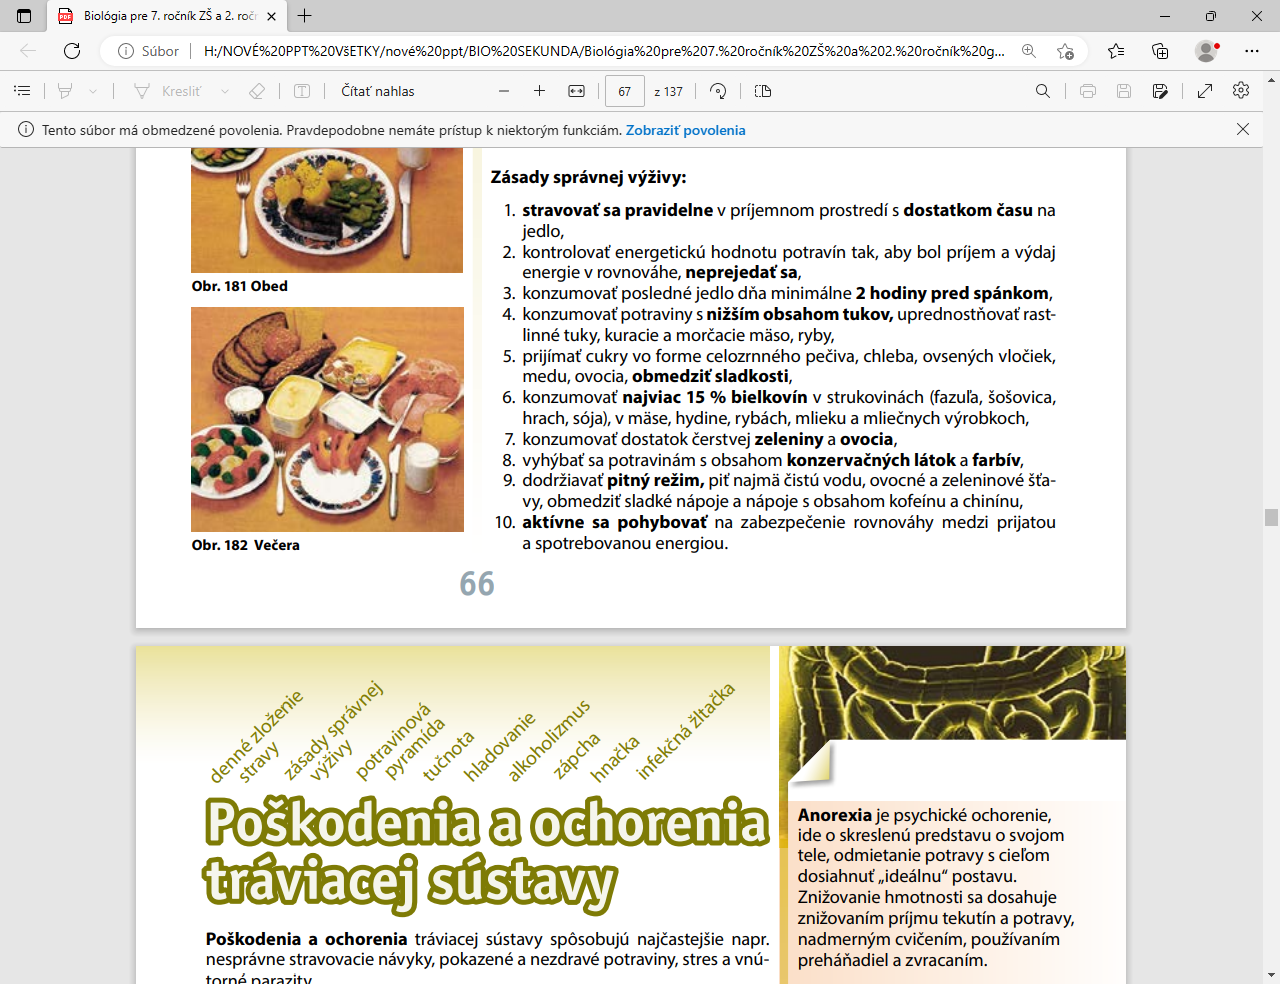 Biológia pre 7. ročník ZŠ a 2. roč
Súbor
H:/NOVÉ%20PPT%20VšETKY/nové%20ppt/BIO%20SEKUNDA/Biológia%20pre%207.%20ročník%20ZŠ%20a%202.%20ročník%20g...
Kresliť
Čítať nahlas
67
z 137
Tento súbor má obmedzené povolenia. Pravdepodobne nemáte prístup k niektorým funkciám. Zobraziť povolenia
Obr. 181 Obed
Obr. 182 Večera
Zásady správnej výživy:
1. stravovať sa pravidelne v príjemnom prostredí s dostatkom času na
jedlo,
2. kontrolovať energetickú hodnotu potravín tak, aby bol príjem a výdaj
energie v rovnováhe, neprejedať sa,
3. konzumovať posledné jedlo dňa minimálne 2 hodiny pred spánkom,
4. konzumovať potraviny s nižším obsahom tukov, uprednostňovať rast-
linné tuky, kuracie a morčacie mäso, ryby,
5. prijímať cukry vo forme celozrnného pečiva, chleba, ovsených vločiek,
medu, ovocia, obmedziť sladkosti,
6. konzumovať najviac 15 % bielkovín v strukovinách (fazuľa, šošovica,
hrach, sója), v mäse, hydine, rybách, mlieku a mliečnych výrobkoch,
7. konzumovať dostatok čerstvej zeleniny a ovocia,
8. vyhýbať sa potravinám s obsahom konzervačných látok a farbív,
9. dodržiavať pitný režim, piť najmä čistú vodu, ovocné a zeleninové šťa-
vy, obmedziť sladké nápoje a nápoje s obsahom kofeínu a chinínu,
10. aktívne sa pohybovať na zabezpečenie rovnováhy medzi prijatou
a spotrebovanou energiou.
66
denné zloženie
stravy
zásady správnej
výživy
potravinová
pyramída
tučnota
hladovanie
alkoholizmus
zápcha
hnačka
infekčná žltačka
Poškodenia a ochorenia
tráviacej sústavy
Poškodenia a ochorenia tráviacej sústavy spôsobujú najčastejšie napr.
nesprávne stravovacie návyky, pokazené a nezdravé potraviny, stres a vnú-
torné parazity.
Anorexia je psychické ochorenie,
ide o skreslenú predstavu o svojom
tele, odmietanie potravy s cieľom
dosiahnuť „ideálnu“ postavu.
Znižovanie hmotnosti sa dosahuje
znižovaním príjmu tekutín a potravy,
nadmerným cvičením, používaním
preháňadiel a zvracaním.